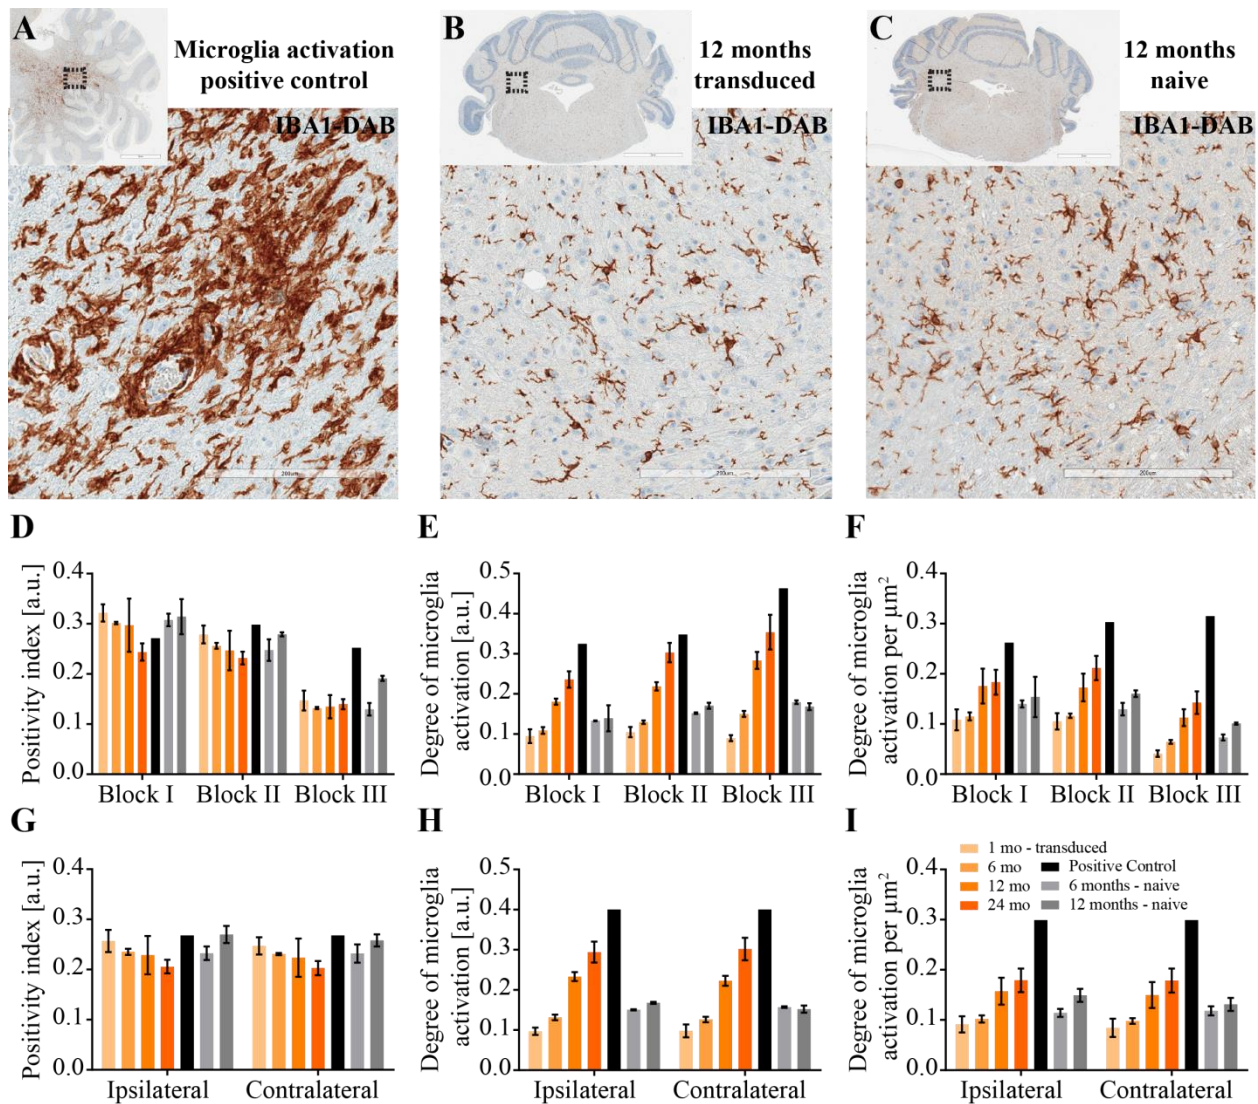 A
Microglia activation
positive control
IBA1-DAB
200um
B
12 months
transduced
IBA1-DAB
200um
C
12 months
naive
IBA1-DAB
200um
D
Positivity index [a.u.]
0.4
0.3
0.2
0.1
0.0
Block I Block II Block III
E
Degree of microglia
activation [a.u.]
0.5
0.4
0.3
0.2
0.1
0.0
Block I Block II Block III
F
Degree of microglia
activation per µm²
0.4
0.3
0.2
0.1
0.0
Block I Block II Block III
G
Positivity index [a.u.]
0.4
0.3
0.2
0.1
0.0
Ipsilateral Contralateral
H
Degree of microglia
activation [a.u.]
0.5
0.4
0.3
0.2
0.1
0.0
Ipsilateral Contralateral
I
Degree of microglia
activation per µm²
0.4
0.3
0.2
0.1
0.0
1 mo - transduced
6 mo
12 mo
24 mo
Positive Control
6 months - naive
12 months - naive
Ipsilateral Contralateral